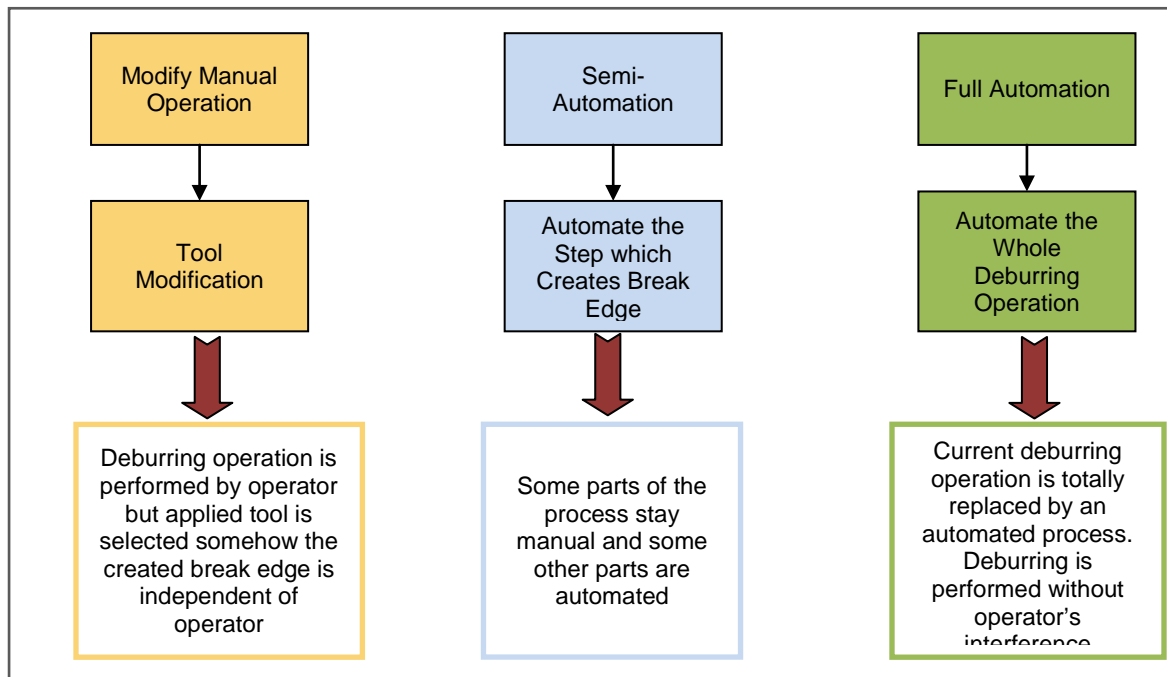 Modify Manual
Operation
Semi-
Automation
Full Automation
Tool
Modification
Automate the
Step which
Creates Break
Edge
Automate the
Whole
Deburring
Operation
Deburring operation is
performed by operator
but applied tool is
selected somehow the
created break edge is
independent of
operator
Some parts of the
process stay
manual and some
other parts are
automated
Current deburring
operation is totally
replaced by an
automated process.
Deburring is
performed without
operator's
interference